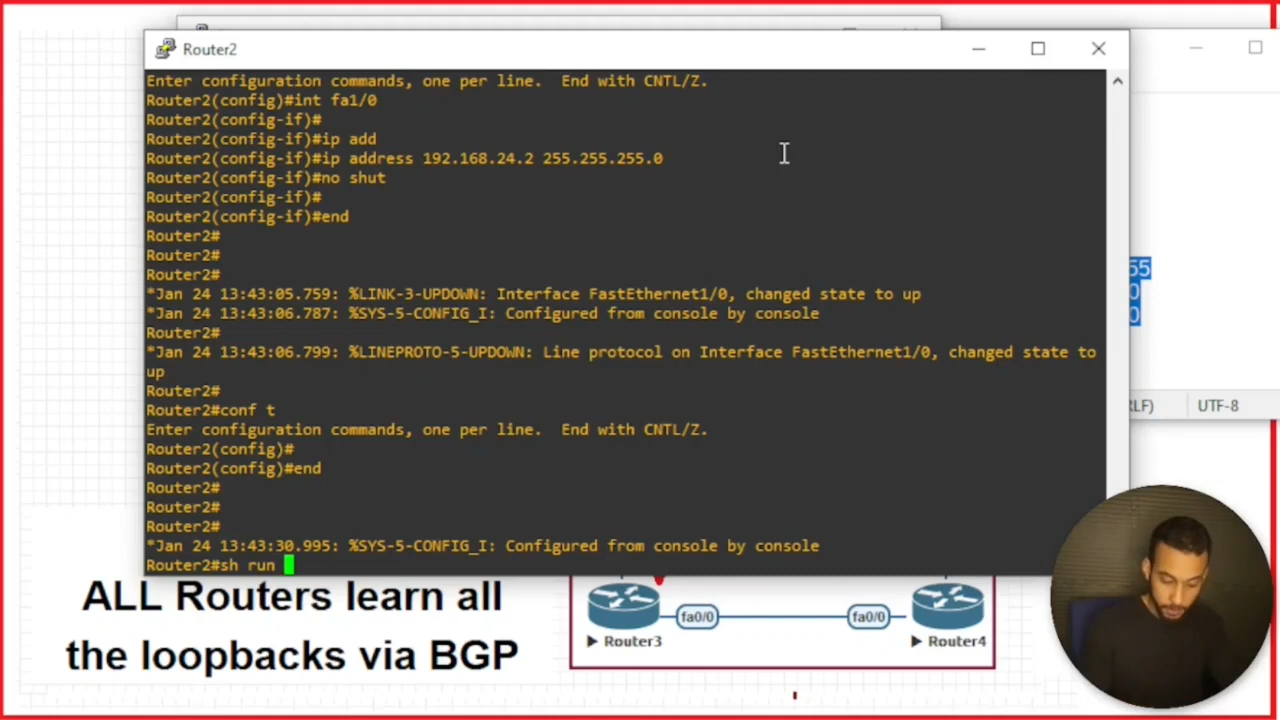 Router2
Enter configuration commands, one per line.  End with CNTL/Z.
Router2(config)#int fa1/0
Router2(config-if)#
Router2(config-if)#ip add
Router2(config-if)#ip address 192.168.24.2 255.255.255.0
Router2(config-if)#no shut
Router2(config-if)#
Router2(config-if)#end
Router2#
Router2#
Router2#
*Jan 24 13:43:05.759: %LINK-3-UPDOWN: Interface FastEthernet1/0, changed state to up
*Jan 24 13:43:06.787: %SYS-5-CONFIG_I: Configured from console by console
Router2#
*Jan 24 13:43:06.799: %LINEPROTO-5-UPDOWN: Line protocol on Interface FastEthernet1/0, changed state to
up
Router2#
Router2#conf t
Enter configuration commands, one per line.  End with CNTL/Z.
Router2(config)#
Router2(config)#end
Router2#
Router2#
Router2#
*Jan 24 13:43:30.995: %SYS-5-CONFIG_I: Configured from console by console
Router2#sh run
55
0
0
RLF)
UTF-8
ALL Routers learn all
the loopbacks via BGP
fa0/0
fa0/0
Router3
Router4